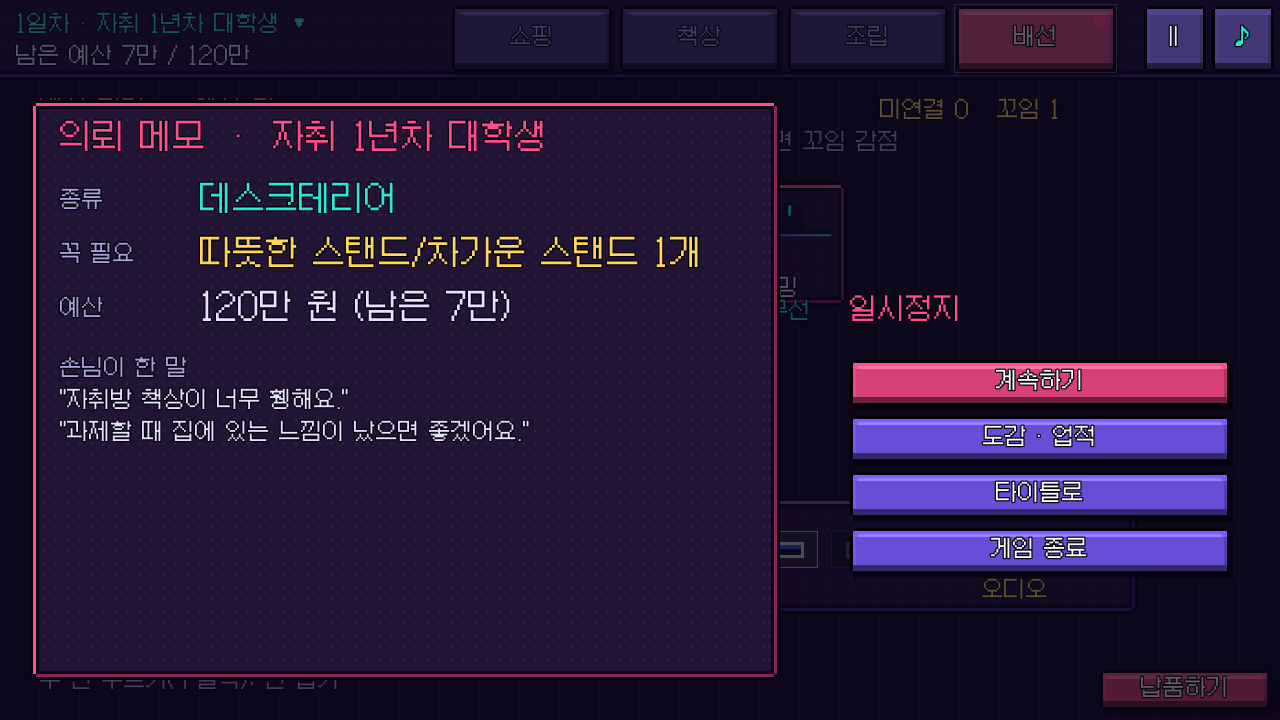 1일차 · 자취 1년차 대학생 ▼
남은 예산 7만 / 120만
쇼핑
책상
조립
배선
미연결 0 꼬임 1
꼬임 감점
의뢰 메모 · 자취 1년차 대학생
종류 데스크테리어
꼭 필요 따뜻한 스탠드/차가운 스탠드 1개
예산 120만 원 (남은 7만)
손님이 한 말
"자취방 책상이 너무 휑해요."
"과제할 때 집에 있는 느낌이 났으면 좋겠어요."
일시정지
계속하기
도감 · 업적
타이틀로
게임 종료
오디오
납품하기